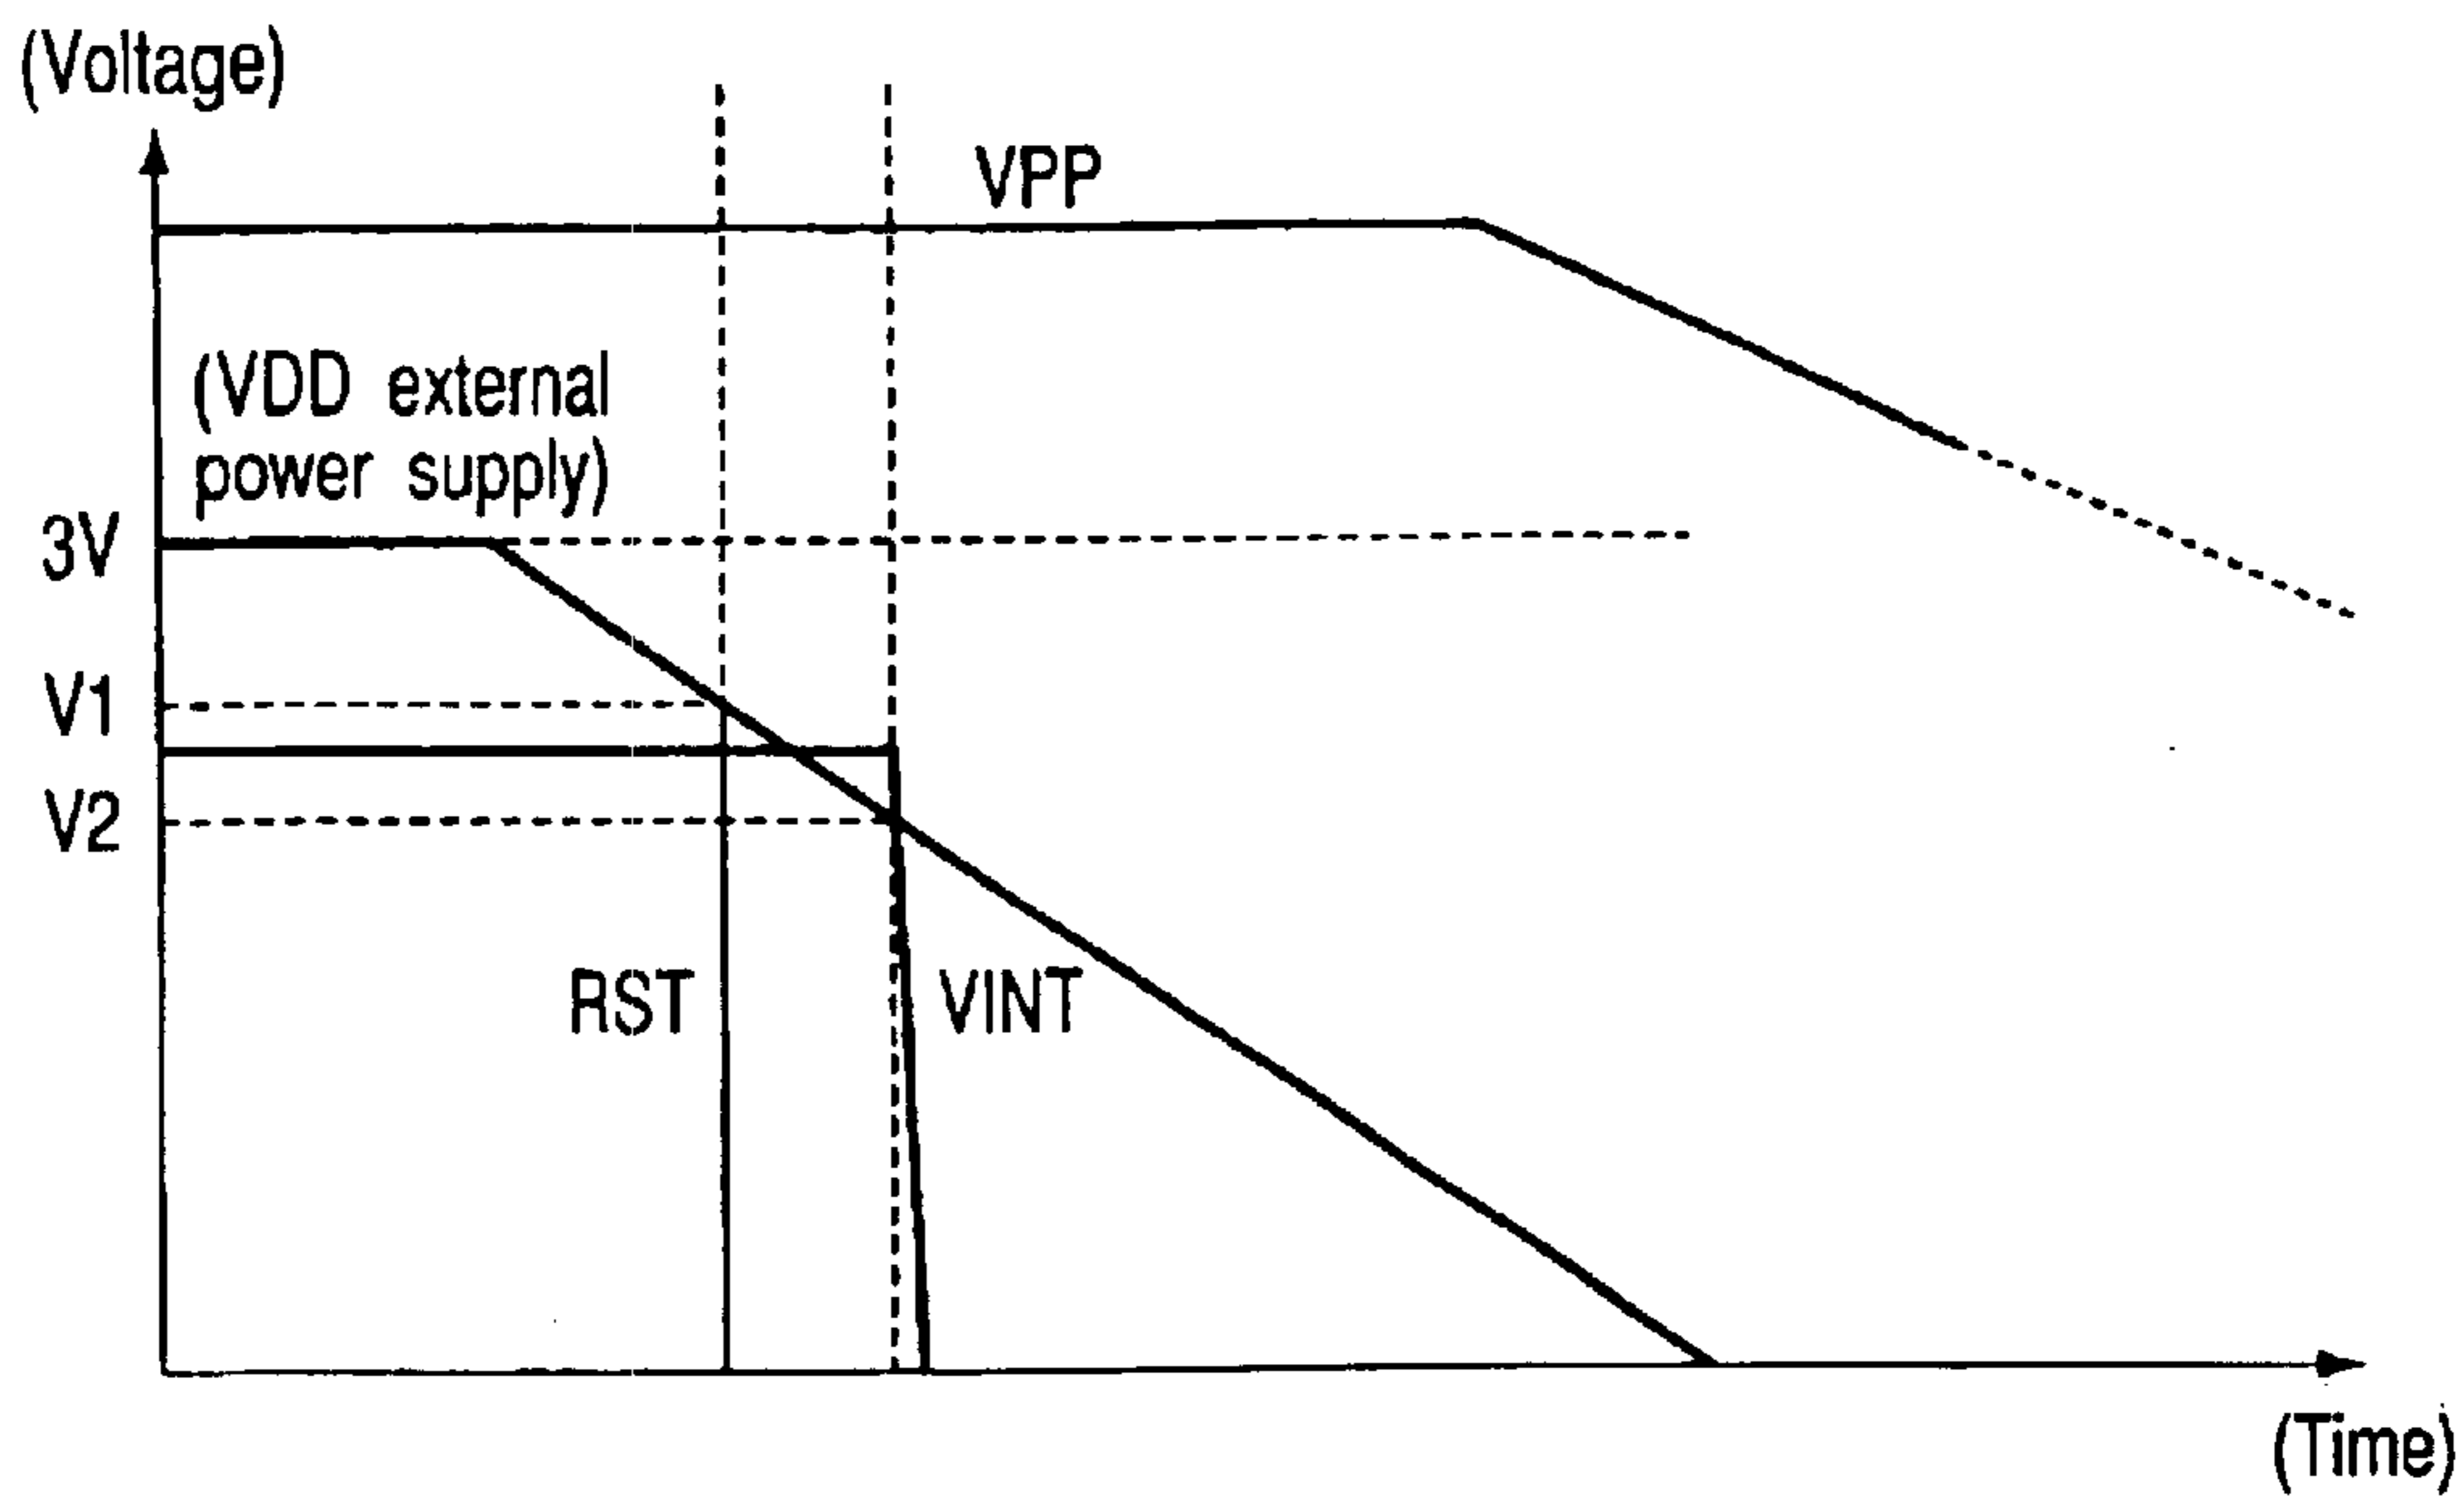 (Voltage)
VPP
(VDD external
power supply)
3V
V1
V2
RST
VINT
(Time)